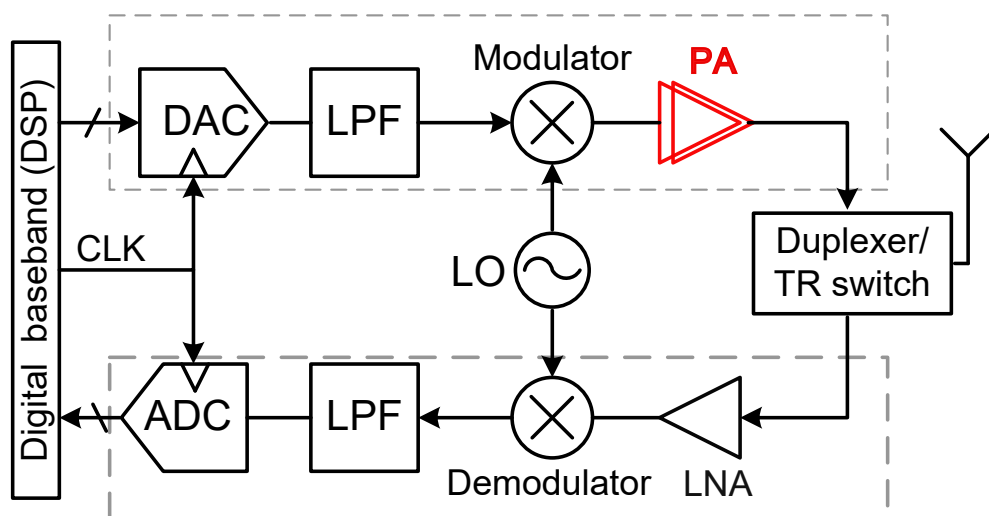 Digital baseband (DSP)
DAC
LPF
Modulator
PA
CLK
LO
Duplexer/
TR switch
ADC
LPF
Demodulator
LNA